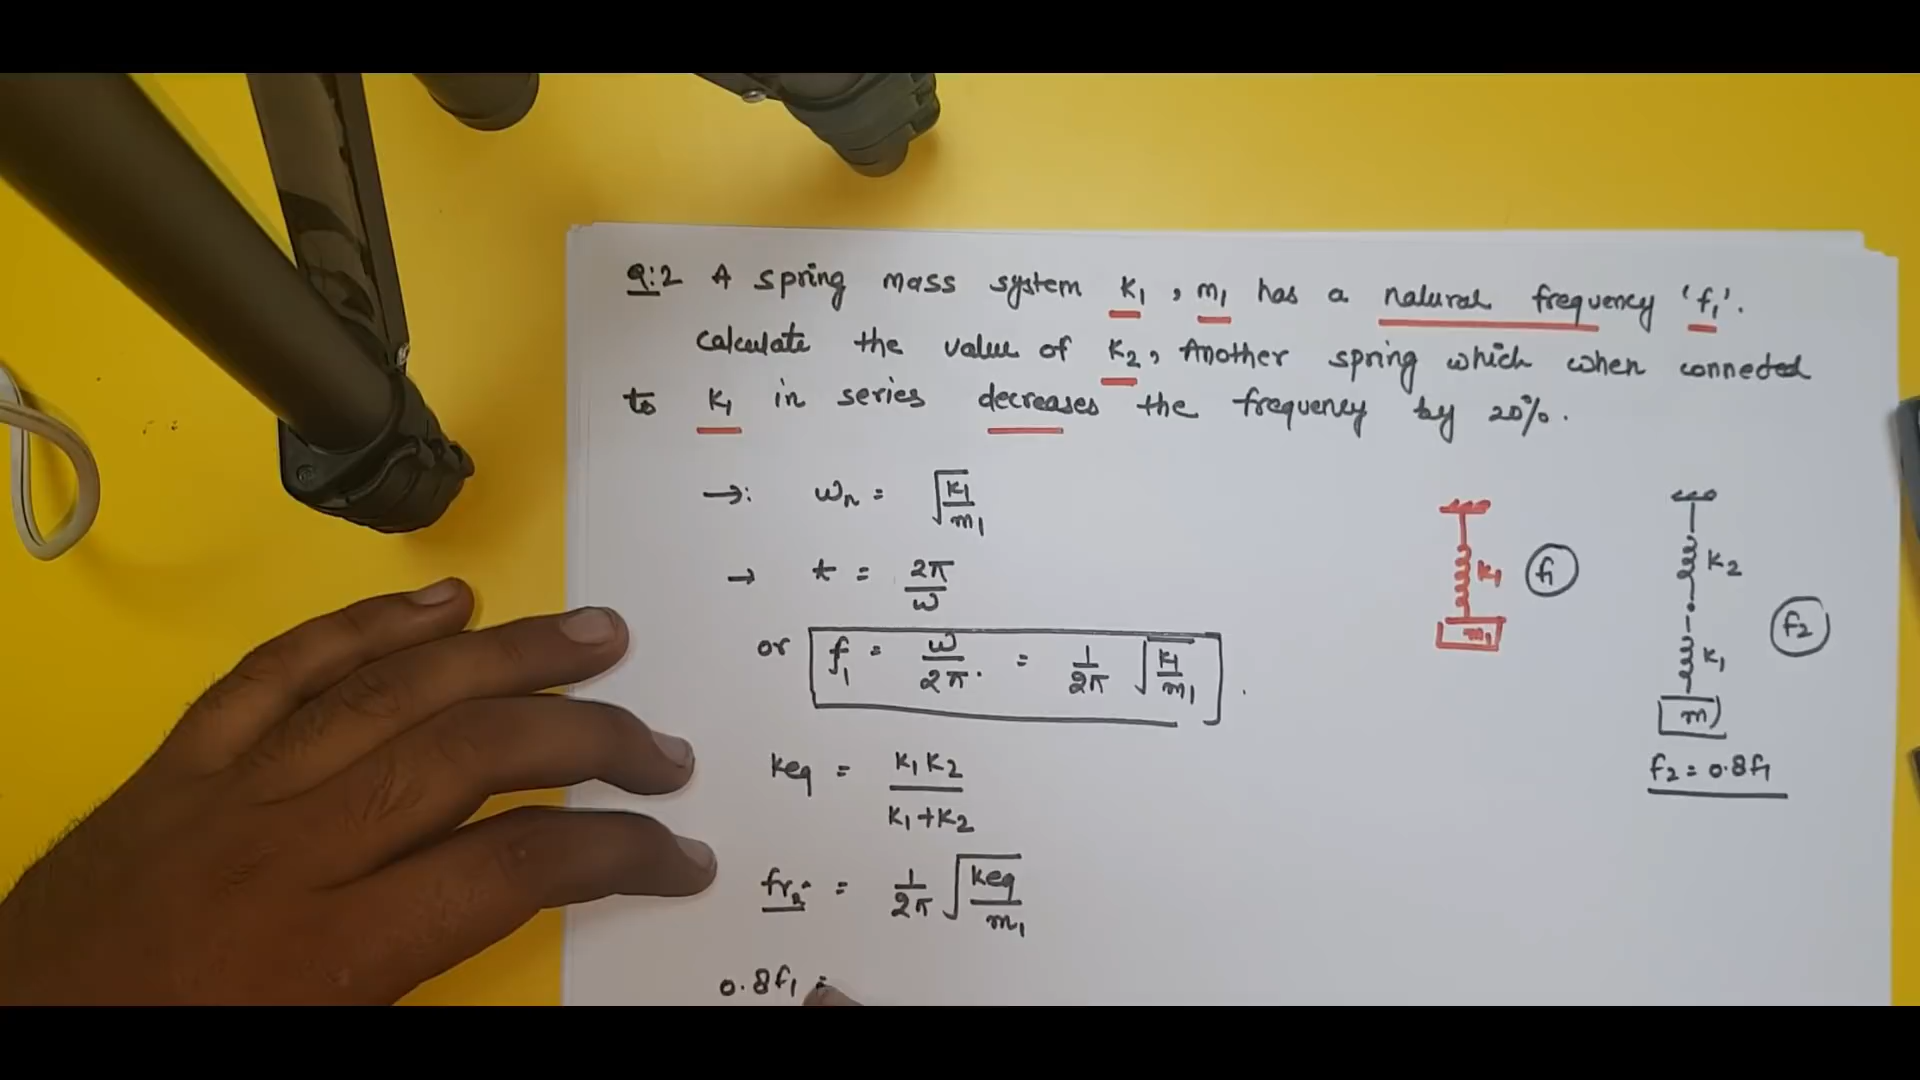 Q:2 A spring mass system K1, m1 has a natural frequency 'f1'.
Calculate the value of K2, Another spring which when conneted
to K1 in series decreases the frequency by 20%.
→: ωn = √(K1/m1)
→ t = 2π/ω
or f1 = ω/2π. = 1/2π √(K1/m1)
Keq = K1 K2 / K1+K2
= 1/2π √(Keq/m1)
0.8f1 =
K1
m1
f1
K2
K1
m
f2
f2 = 0.8f1